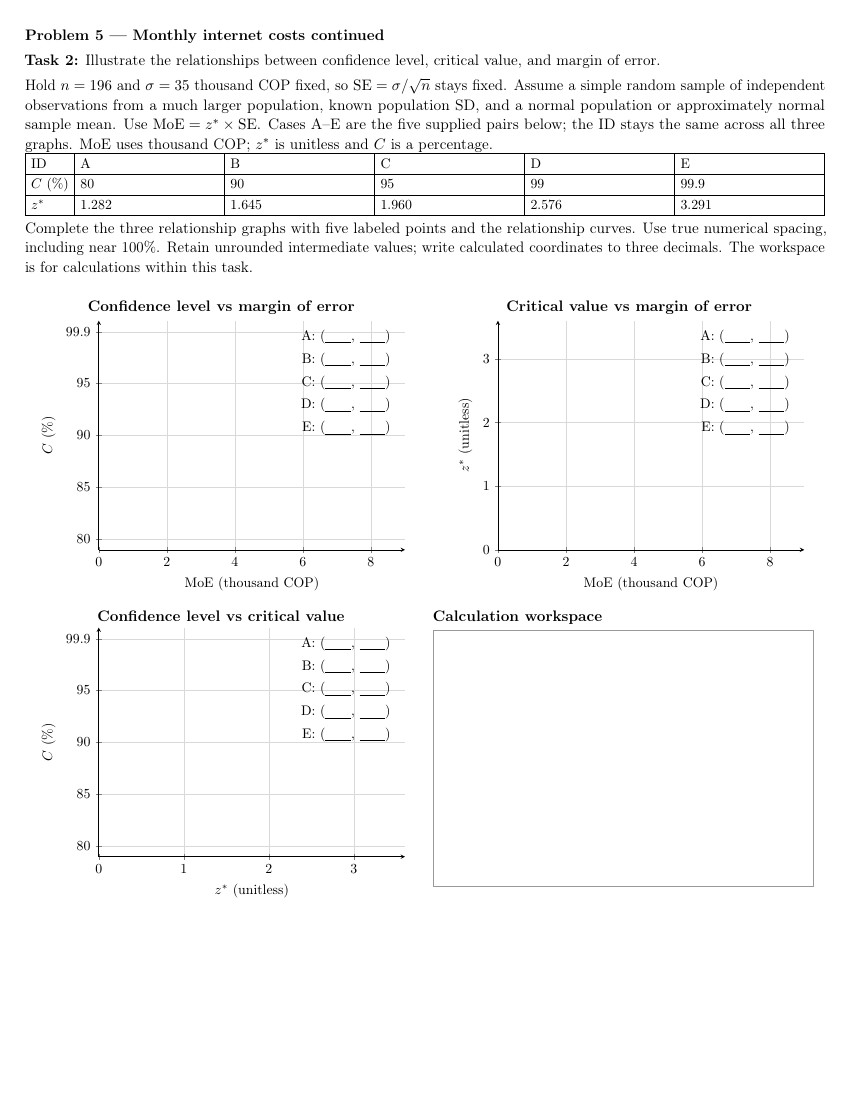 Problem 5 — Monthly internet costs continued
Task 2: Illustrate the relationships between confidence level, critical value, and margin of error.
Hold n = 196 and σ = 35 thousand COP fixed, so SE = σ/√n stays fixed. Assume a simple random sample of independent
observations from a much larger population, known population SD, and a normal population or approximately normal
sample mean. Use MoE = z* × SE. Cases A–E are the five supplied pairs below; the ID stays the same across all three
graphs. MoE uses thousand COP; z* is unitless and C is a percentage.
ID A B C D E
C (%) 80 90 95 99 99.9
z* 1.282 1.645 1.960 2.576 3.291
Complete the three relationship graphs with five labeled points and the relationship curves. Use true numerical spacing,
including near 100%. Retain unrounded intermediate values; write calculated coordinates to three decimals. The workspace
is for calculations within this task.
Confidence level vs margin of error
99.9
95
90
85
80
C (%)
A: (___, ___)
B: (___, ___)
C: (___, ___)
D: (___, ___)
E: (___, ___)
0 2 4 6 8
MoE (thousand COP)
Critical value vs margin of error
3
2
1
0
z* (unitless)
A: (___, ___)
B: (___, ___)
C: (___, ___)
D: (___, ___)
E: (___, ___)
0 2 4 6 8
MoE (thousand COP)
Confidence level vs critical value
99.9
95
90
85
80
C (%)
A: (___, ___)
B: (___, ___)
C: (___, ___)
D: (___, ___)
E: (___, ___)
0 1 2 3
z* (unitless)
Calculation workspace